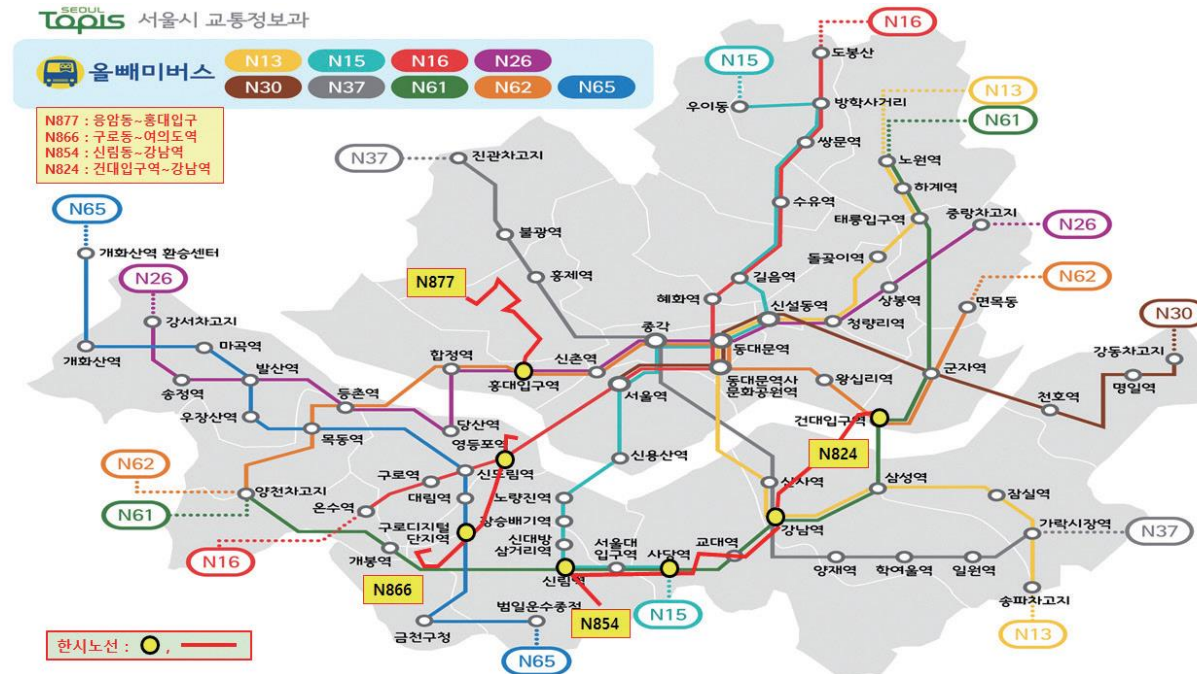 SEOUL
Topis 서울시 교통정보과
올빼미버스
N13 N15 N16 N26
N30 N37 N61 N62 N65
N877 : 응암동~홍대입구
N866 : 구로동~여의도역
N854 : 신림동~강남역
N824 : 건대입구역~강남역
N16
도봉산
N15
우이동
방학사거리
N13
N61
쌍문역
노원역
N37
진관차고지
하계역
수유역
태릉입구역
중랑차고지
N26
N65
개화산역 환승센터
불광역
돌곶이역
N26
홍제역
길음역
N62
N877
혜화역
상봉역
면목동
신설동역
청량리역
N30
강서차고지
종각
동대문역
강동차고지
개화산역
마곡역
합정역
신촌역
홍대입구역
서울역
동대문역사
문화공원역
왕십리역
군자역
명일역
송정역
발산역
등촌역
천호역
우장산역
목동역
당산역
건대입구역
영등포역
신용산역
N824
N62
양천차고지
구로역
신도림역
신사역
삼성역
잠실역
N61
온수역
대림역
노량진역
장승배기역
가락시장역
N37
구로디지털
단지역
신대방
삼거리역
서울대
입구역
사당역
교대역
강남역
N16
개봉역
신림역
양재역
학여울역
일원역
N866
송파차고지
범일운수종점
N854
N15
금천구청
N13
한시노선 : ,
N65